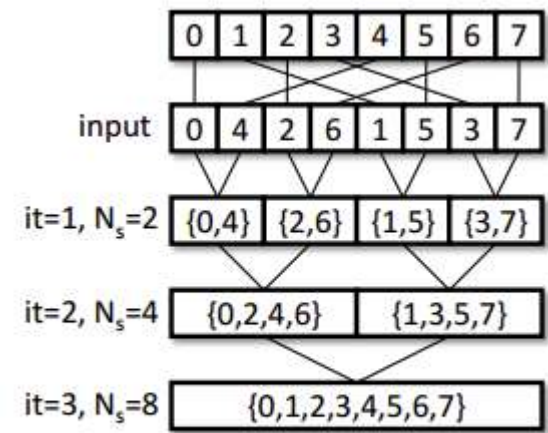 0 1 2 3 4 5 6 7
input 0 4 2 6 1 5 3 7
it=1, Nₛ=2 {0,4} {2,6} {1,5} {3,7}
it=2, Nₛ=4 {0,2,4,6} {1,3,5,7}
it=3, Nₛ=8 {0,1,2,3,4,5,6,7}